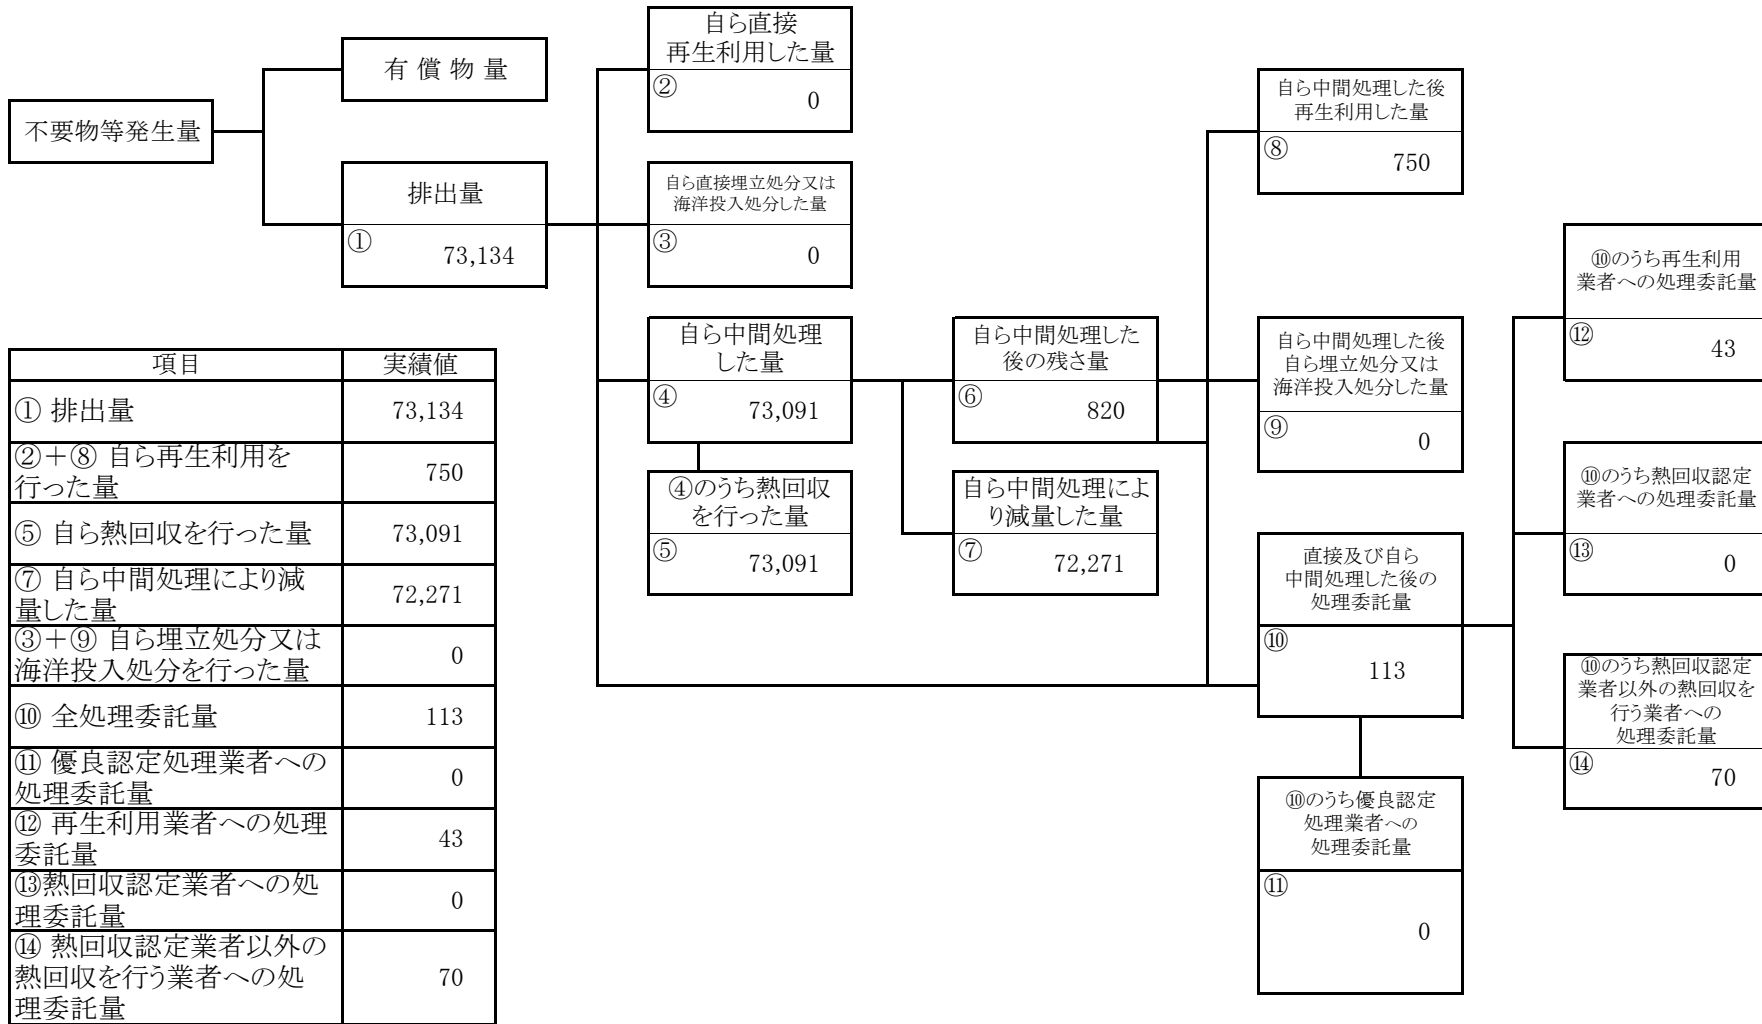 不要物等発生量
有 償 物 量
排出量
① 73,134
自ら直接
再生利用した量
② 0
自ら直接埋立処分又は
海洋投入処分した量
③ 0
自ら中間処理
した量
④ 73,091
④のうち熱回収
を行った量
⑤ 73,091
自ら中間処理した
後の残さ量
⑥ 820
自ら中間処理によ
り減量した量
⑦ 72,271
自ら中間処理した後
再生利用した量
⑧ 750
自ら中間処理した後
自ら埋立処分又は
海洋投入処分した量
⑨ 0
直接及び自ら
中間処理した後の
処理委託量
⑩ 113
⑩のうち優良認定
処理業者への
処理委託量
⑪ 0
⑩のうち再生利用
業者への処理委託量
⑫ 43
⑩のうち熱回収認定
業者への処理委託量
⑬ 0
⑩のうち熱回収認定
業者以外の熱回収を
行う業者への
処理委託量
⑭ 70
項目 実績値
① 排出量 73,134
②＋⑧ 自ら再生利用を
行った量 750
⑤ 自ら熱回収を行った量 73,091
⑦ 自ら中間処理により減
量した量 72,271
③＋⑨ 自ら埋立処分又は
海洋投入処分を行った量 0
⑩ 全処理委託量 113
⑪ 優良認定処理業者への
処理委託量 0
⑫ 再生利用業者への処理
委託量 43
⑬熱回収認定業者への処
理委託量 0
⑭ 熱回収認定業者以外の
熱回収を行う業者への処
理委託量 70